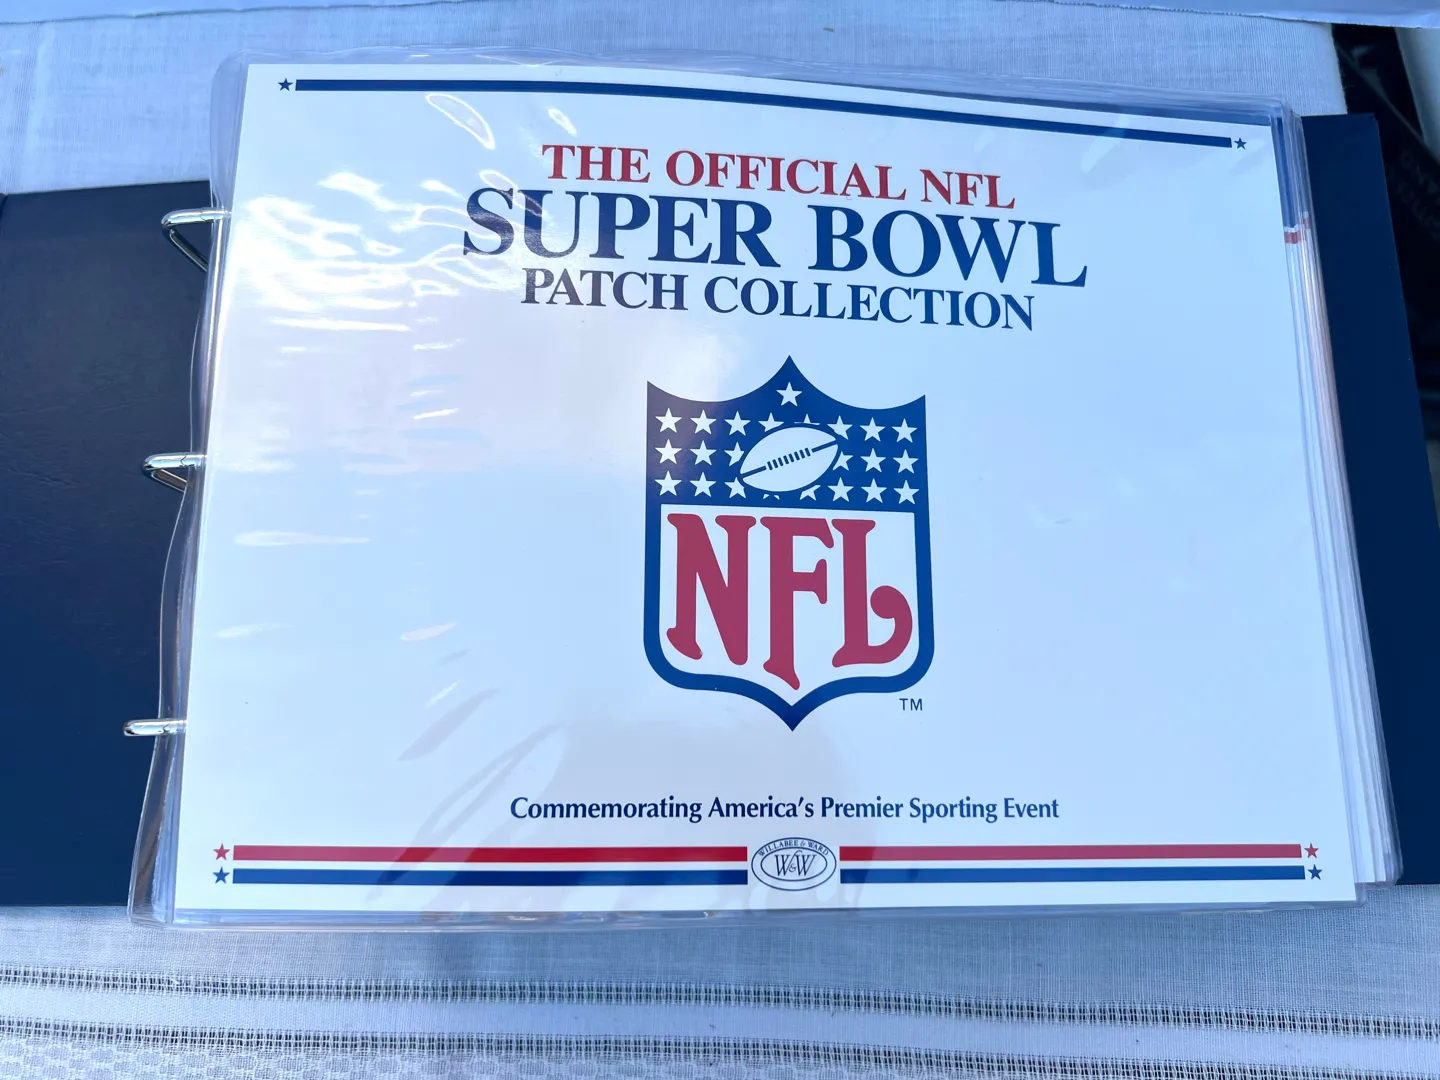 THE OFFICIAL NFL
SUPER BOWL
PATCH COLLECTION
NFL
TM
Commemorating America's Premier Sporting Event
WILLABEE & WARD
W&W